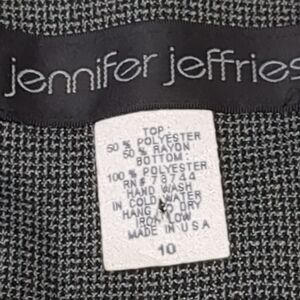 jennifer jeffries
TOP:
50 % POLYESTER
50 % RAYON
BOTTOM:
100 % POLYESTER
RN# 78744
HAND WASH
IN COLD WATER
HANG TO DRY
IRON LOW
MADE IN USA
10